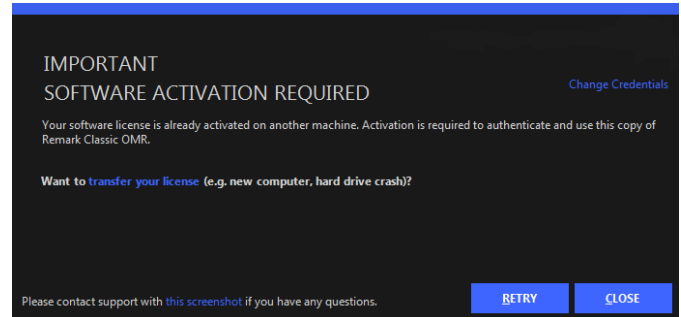 IMPORTANT
SOFTWARE ACTIVATION REQUIRED
Change Credentials
Your software license is already activated on another machine. Activation is required to authenticate and use this copy of
Remark Classic OMR.
Want to transfer your license (e.g. new computer, hard drive crash)?
Please contact support with this screenshot if you have any questions.
RETRY
CLOSE